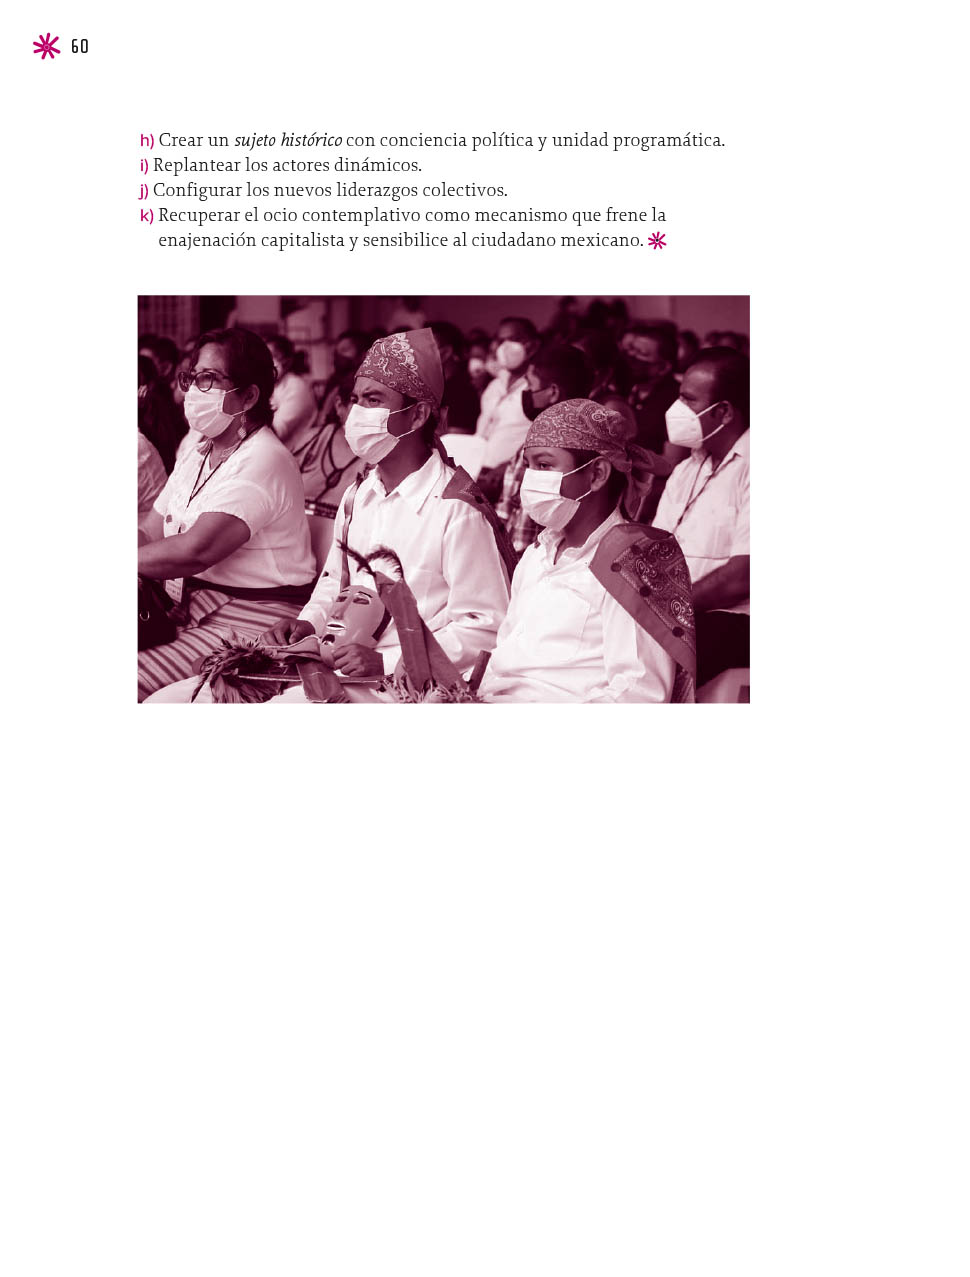 60
h) Crear un sujeto histórico con conciencia política y unidad programática.
i) Replantear los actores dinámicos.
j) Configurar los nuevos liderazgos colectivos.
k) Recuperar el ocio contemplativo como mecanismo que frene la
enajenación capitalista y sensibilice al ciudadano mexicano.